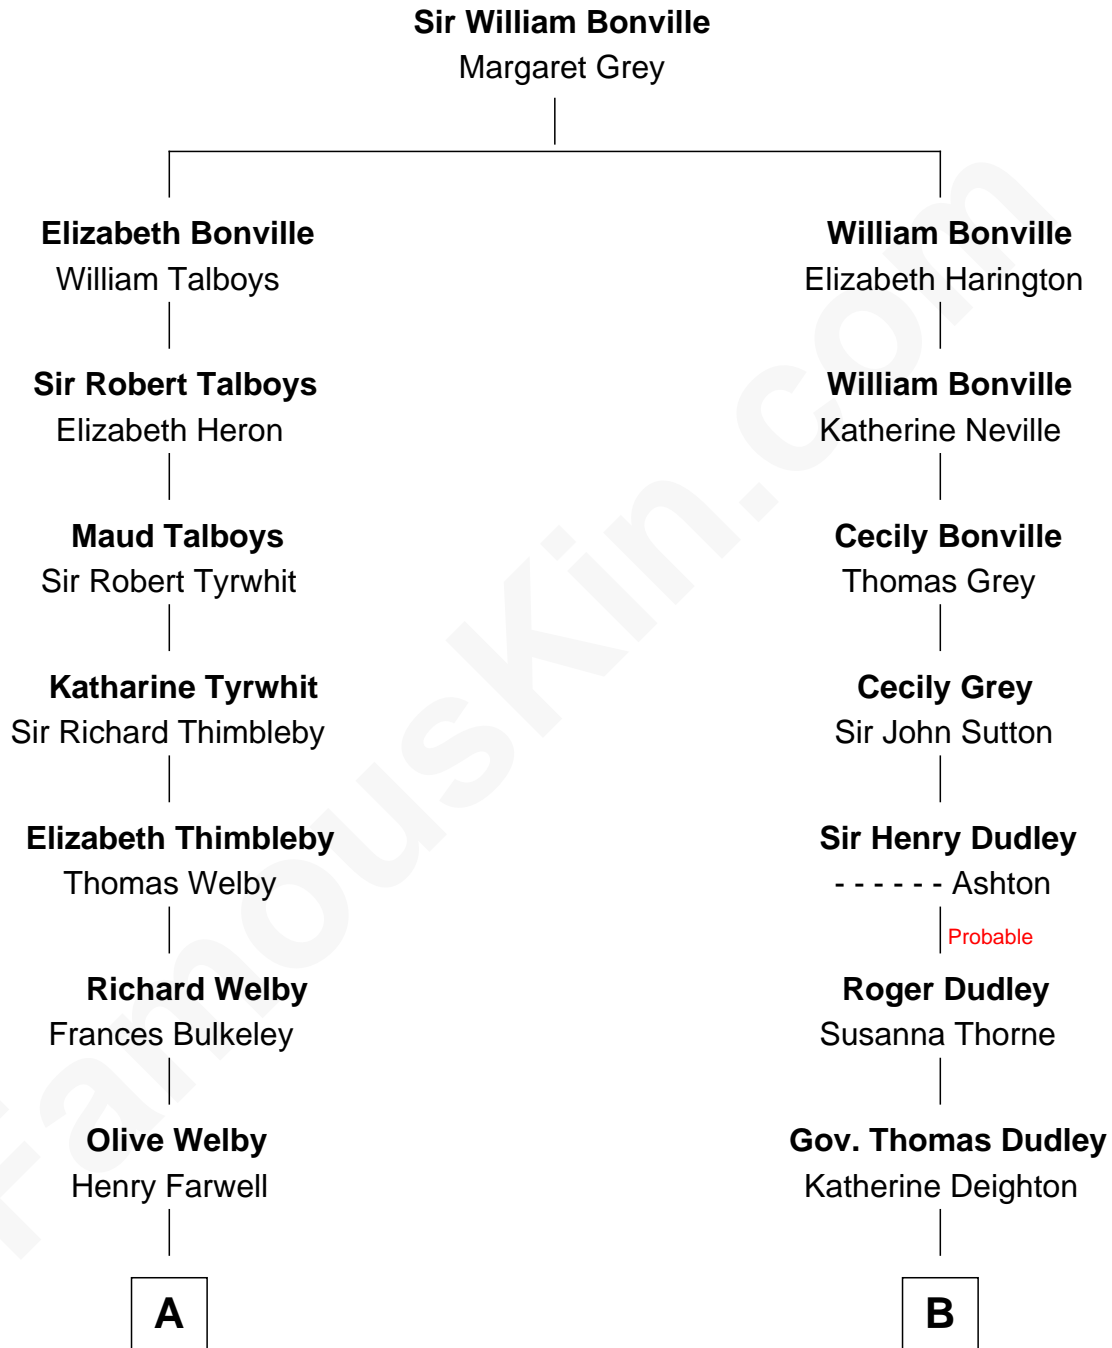 Sir William Bonville
Margaret Grey
Elizabeth Bonville
William Talboys
William Bonville
Elizabeth Harington
Sir Robert Talboys
Elizabeth Heron
William Bonville
Katherine Neville
Maud Talboys
Sir Robert Tyrwhit
Cecily Bonville
Thomas Grey
Katharine Tyrwhit
Sir Richard Thimbleby
Cecily Grey
Sir John Sutton
Elizabeth Thimbleby
Thomas Welby
Sir Henry Dudley
- - - - - - Ashton
Probable
Richard Welby
Frances Bulkeley
Roger Dudley
Susanna Thorne
Olive Welby
Henry Farwell
Gov. Thomas Dudley
Katherine Deighton
A
B
FamousKin.com